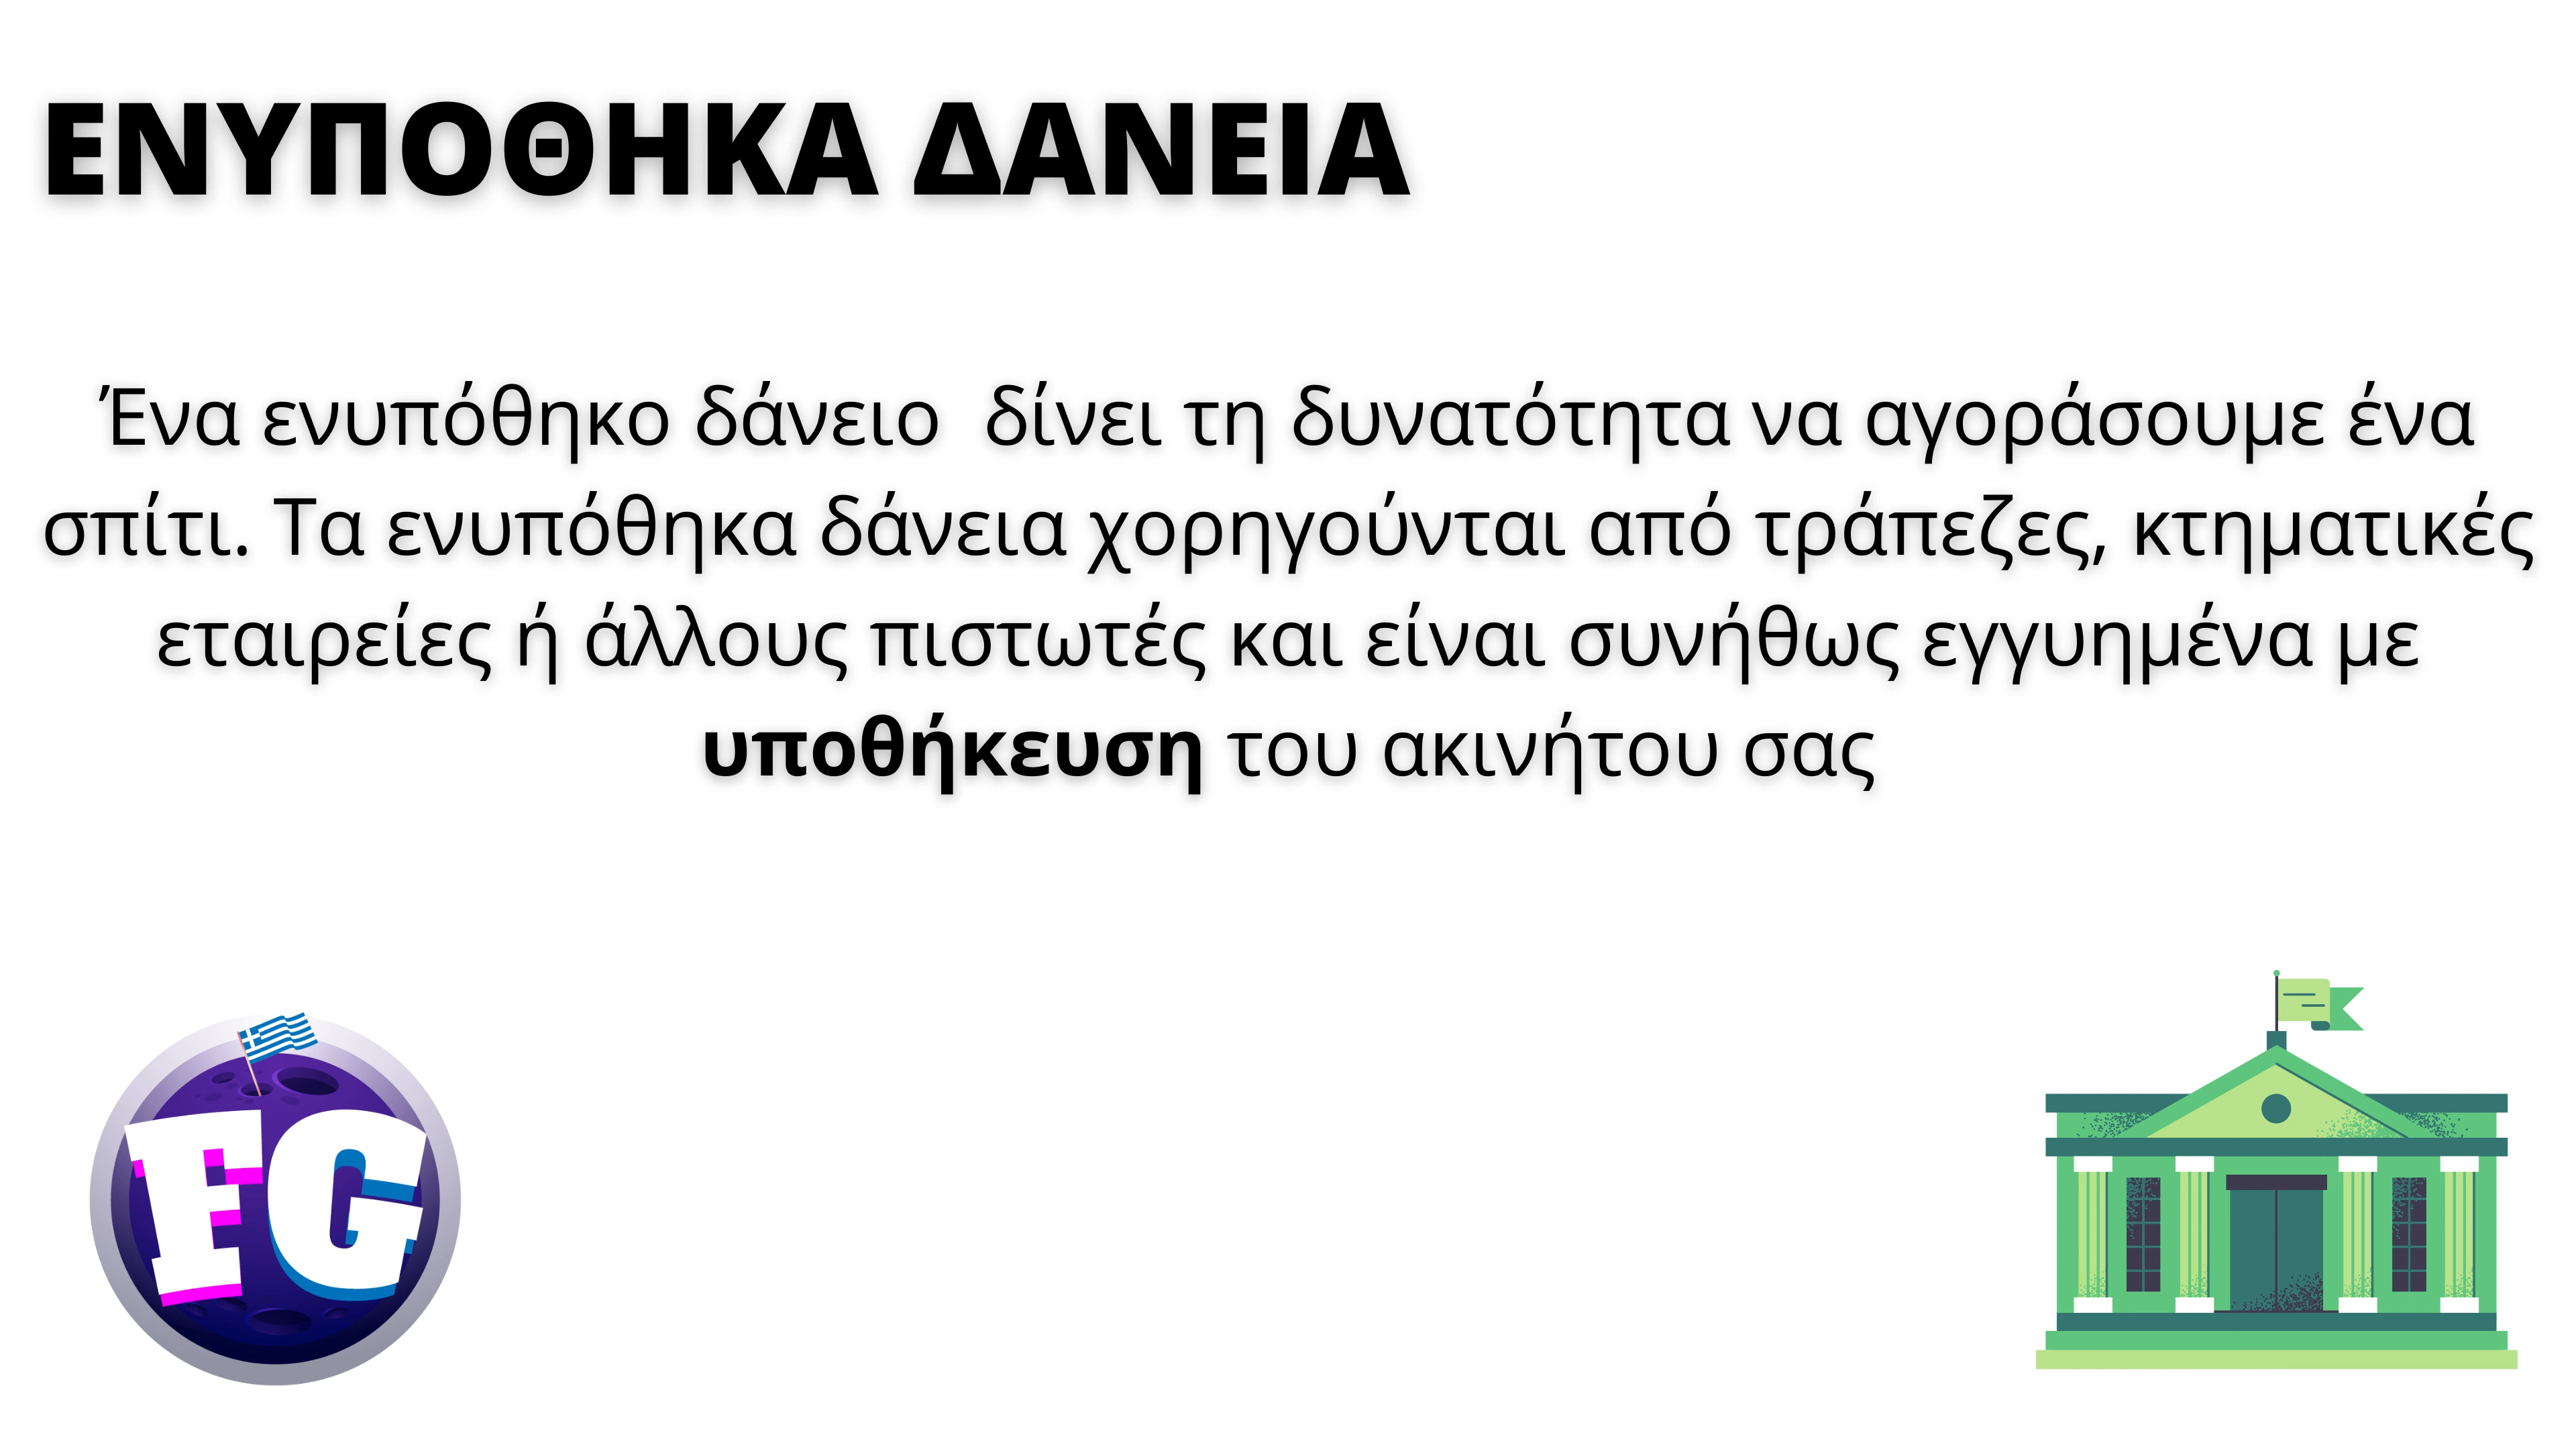 ΕΝΥΠΟΘΗΚΑ ΔΑΝΕΙΑ
Ένα ενυπόθηκο δάνειο  δίνει τη δυνατότητα να αγοράσουμε ένα
σπίτι. Τα ενυπόθηκα δάνεια χορηγούνται από τράπεζες, κτηματικές
εταιρείες ή άλλους πιστωτές και είναι συνήθως εγγυημένα με
υποθήκευση του ακινήτου σας
FG